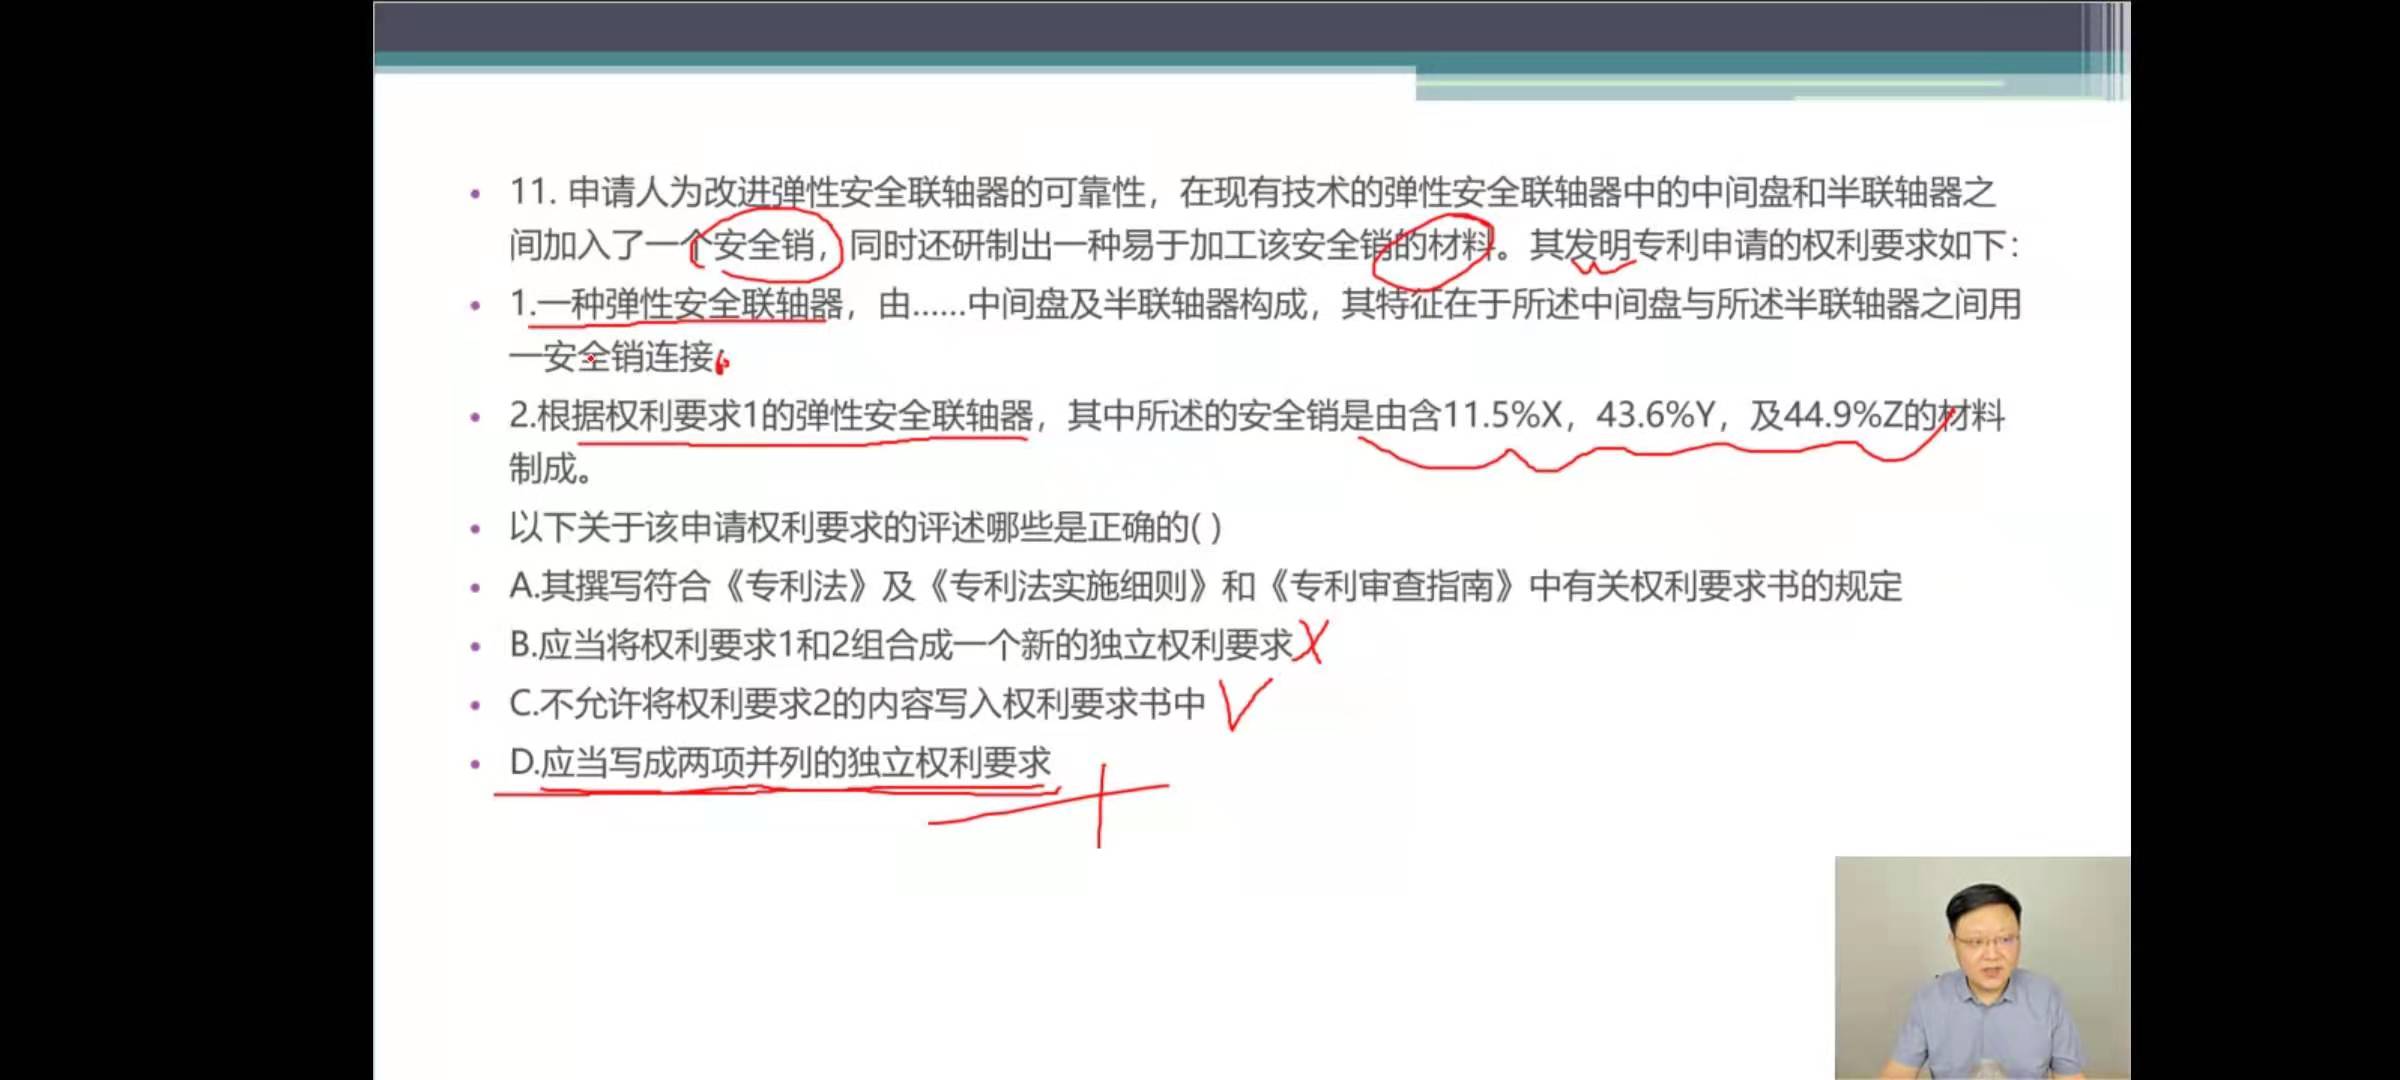 11. 申请人为改进弹性安全联轴器的可靠性，在现有技术的弹性安全联轴器中的中间盘和半联轴器之
间加入了一个安全销，同时还研制出一种易于加工该安全销的材料。其发明专利申请的权利要求如下：
1.一种弹性安全联轴器，由……中间盘及半联轴器构成，其特征在于所述中间盘与所述半联轴器之间用
一安全销连接。
2.根据权利要求1的弹性安全联轴器，其中所述的安全销是由含11.5%X，43.6%Y，及44.9%Z的材料
制成。
以下关于该申请权利要求的评述哪些是正确的( )
A.其撰写符合《专利法》及《专利法实施细则》和《专利审查指南》中有关权利要求书的规定
B.应当将权利要求1和2组合成一个新的独立权利要求
C.不允许将权利要求2的内容写入权利要求书中
D.应当写成两项并列的独立权利要求